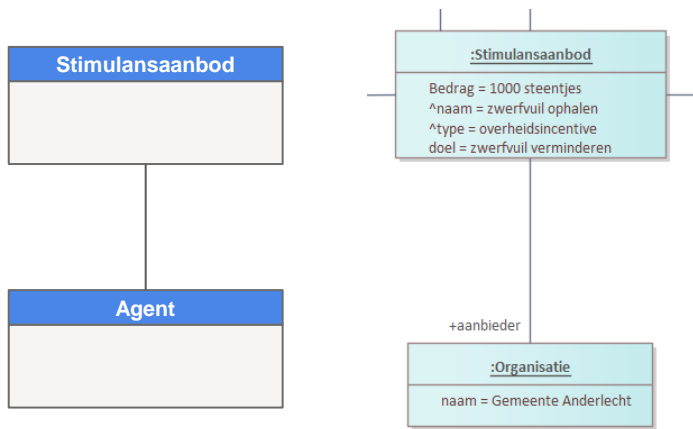 Stimulansaanbod
Agent
:Stimulansaanbod
Bedrag = 1000 steentjes
^naam = zwerfvuil ophalen
^type = overheidsincentive
doel = zwerfvuil verminderen
+aanbieder
:Organisatie
naam = Gemeente Anderlecht